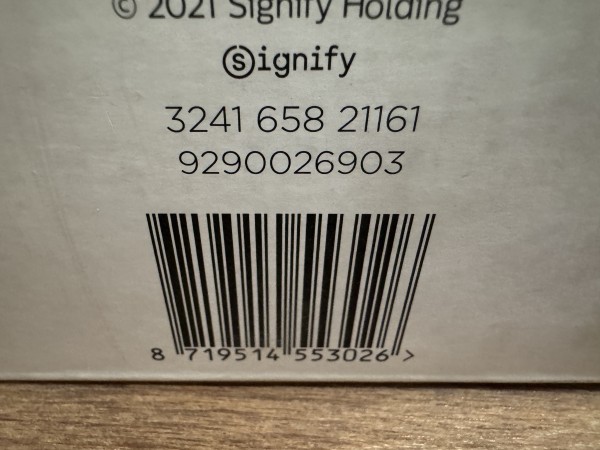 © 2021 Signify Holding
Signify
3241 658 21161
9290026903
8 719514 553026 >